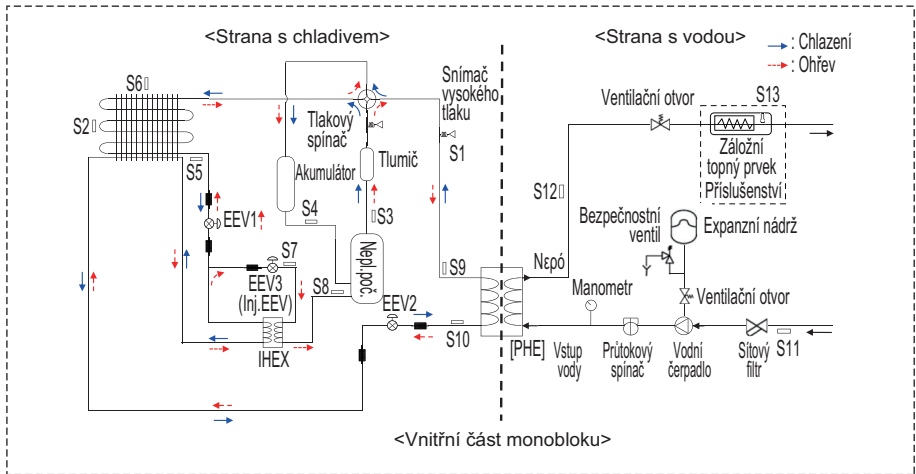 <Strana s chladivem>
<Strana s vodou>
: Chlazení
: Ohřev
S6
S2
S5
EEV1
S7
EEV3
(Inj.EEV)
IHEX
Akumulátor
S4
S8
Tlakový
spínač
Tlumič
S3
Nepl.poč.
EEV2
Snímač
vysokého
tlaku
S1
S9
S10
[PHE]
Νερό
Ventilační otvor
S13
Záložní
topný prvek
Příslušenství
S12
Bezpečnostní
ventil
Expanzní nádrž
Ventilační otvor
Manometr
Vstup
vody
Průtokový
spínač
Vodní
čerpadlo
Sítový
filtr
S11
<Vnitřní část monobloku>